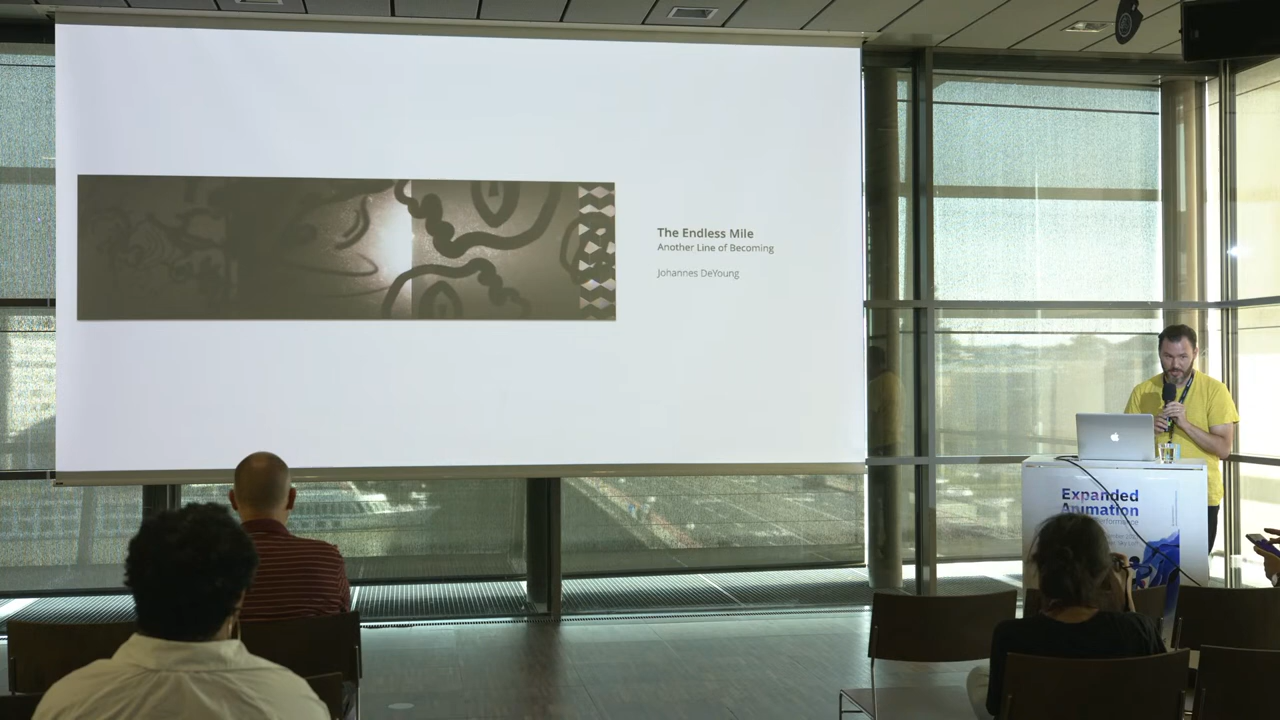 The Endless Mile
Another Line of Becoming
Johannes DeYoung
Expanded
Animation